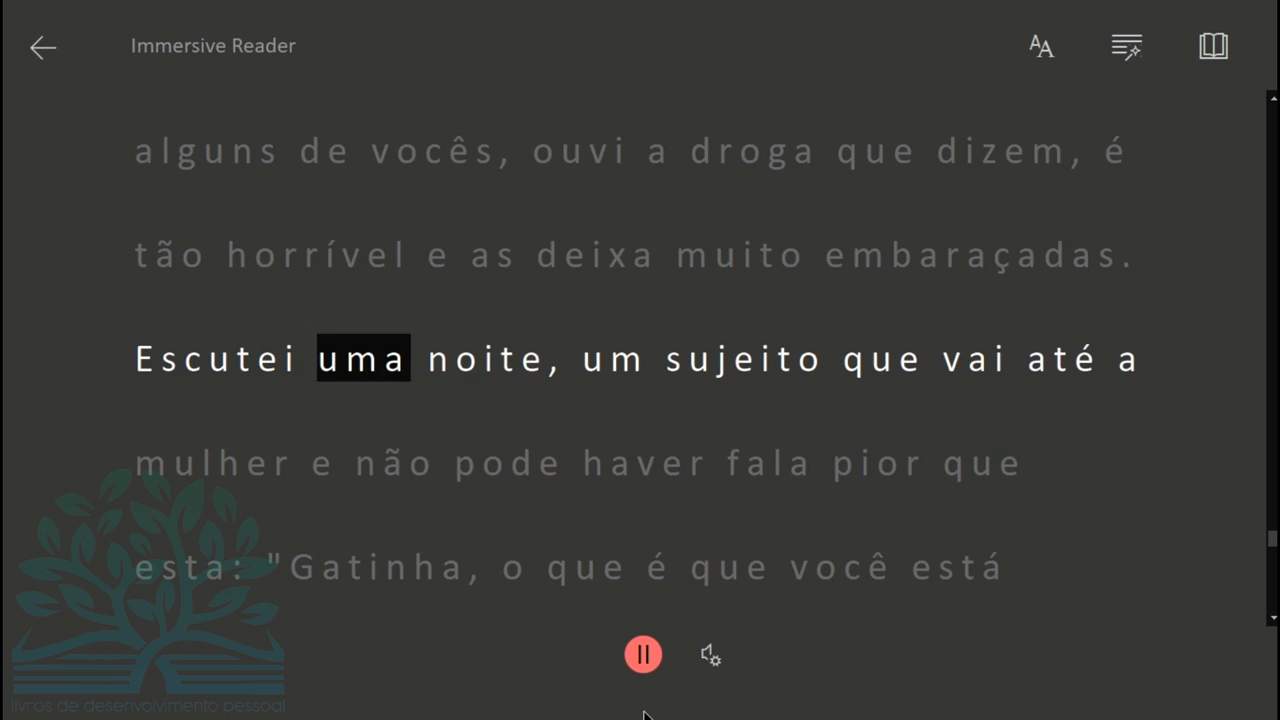 Immersive Reader
alguns de vocês, ouvi a droga que dizem, é
tão horrível e as deixa muito embaraçadas.
Escutei uma noite, um sujeito que vai até a
mulher e não pode haver fala pior que
esta: "Gatinha, o que é que você está
livros de desenvolvimento pessoal